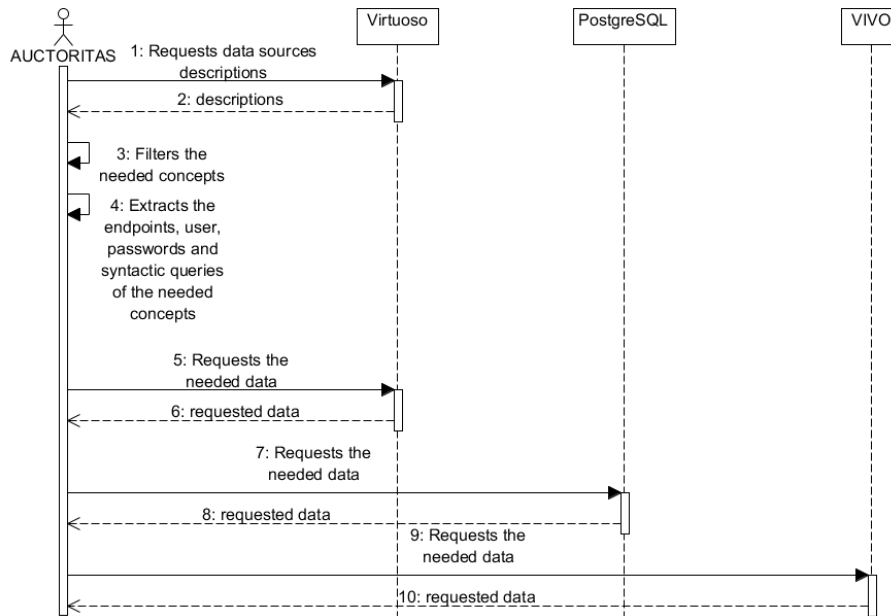 Virtuoso
PostgreSQL
VIVO
AUCTORITAS
1: Requests data sources
descriptions
2: descriptions
3: Filters the
needed concepts
4: Extracts the
endpoints, user,
passwords and
syntactic queries
of the needed
concepts
5: Requests the
needed data
6: requested data
7: Requests the
needed data
8: requested data
9: Requests the
needed data
10: requested data